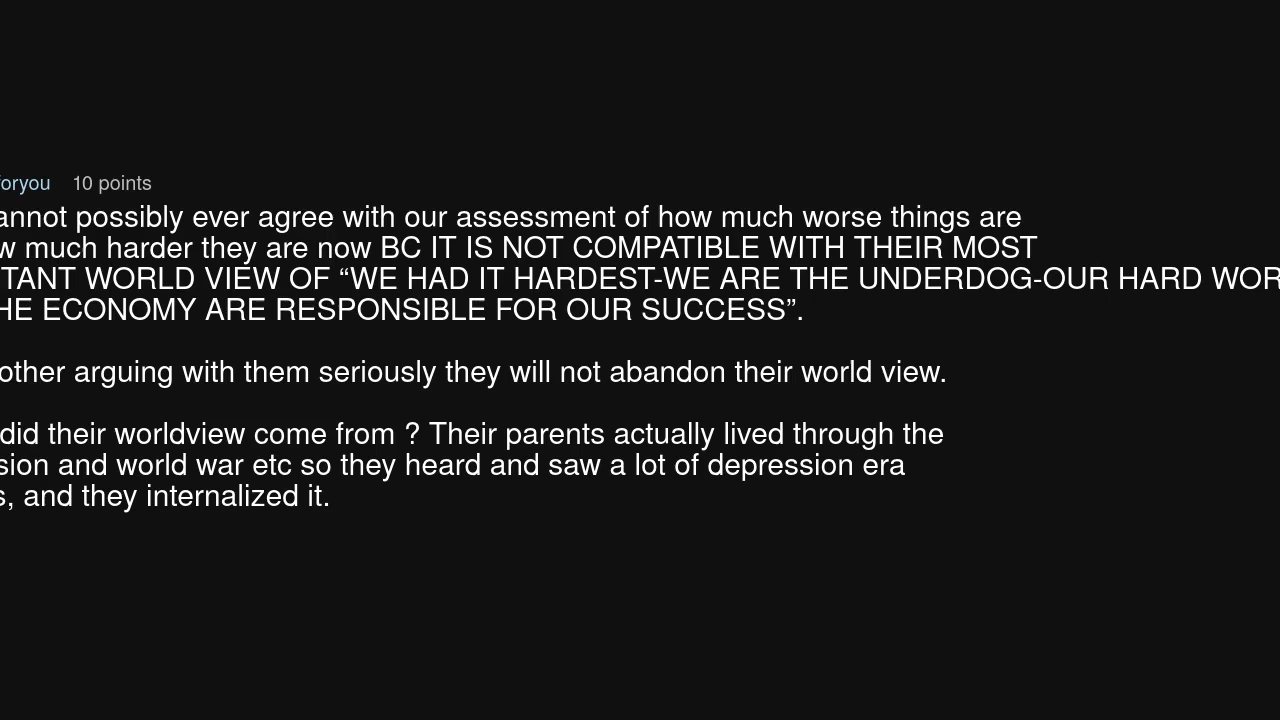 foryou 10 points
annot possibly ever agree with our assessment of how much worse things are
w much harder they are now BC IT IS NOT COMPATIBLE WITH THEIR MOST
TANT WORLD VIEW OF “WE HAD IT HARDEST-WE ARE THE UNDERDOG-OUR HARD WOR
HE ECONOMY ARE RESPONSIBLE FOR OUR SUCCESS”.
other arguing with them seriously they will not abandon their world view.
did their worldview come from ? Their parents actually lived through the
sion and world war etc so they heard and saw a lot of depression era
s, and they internalized it.